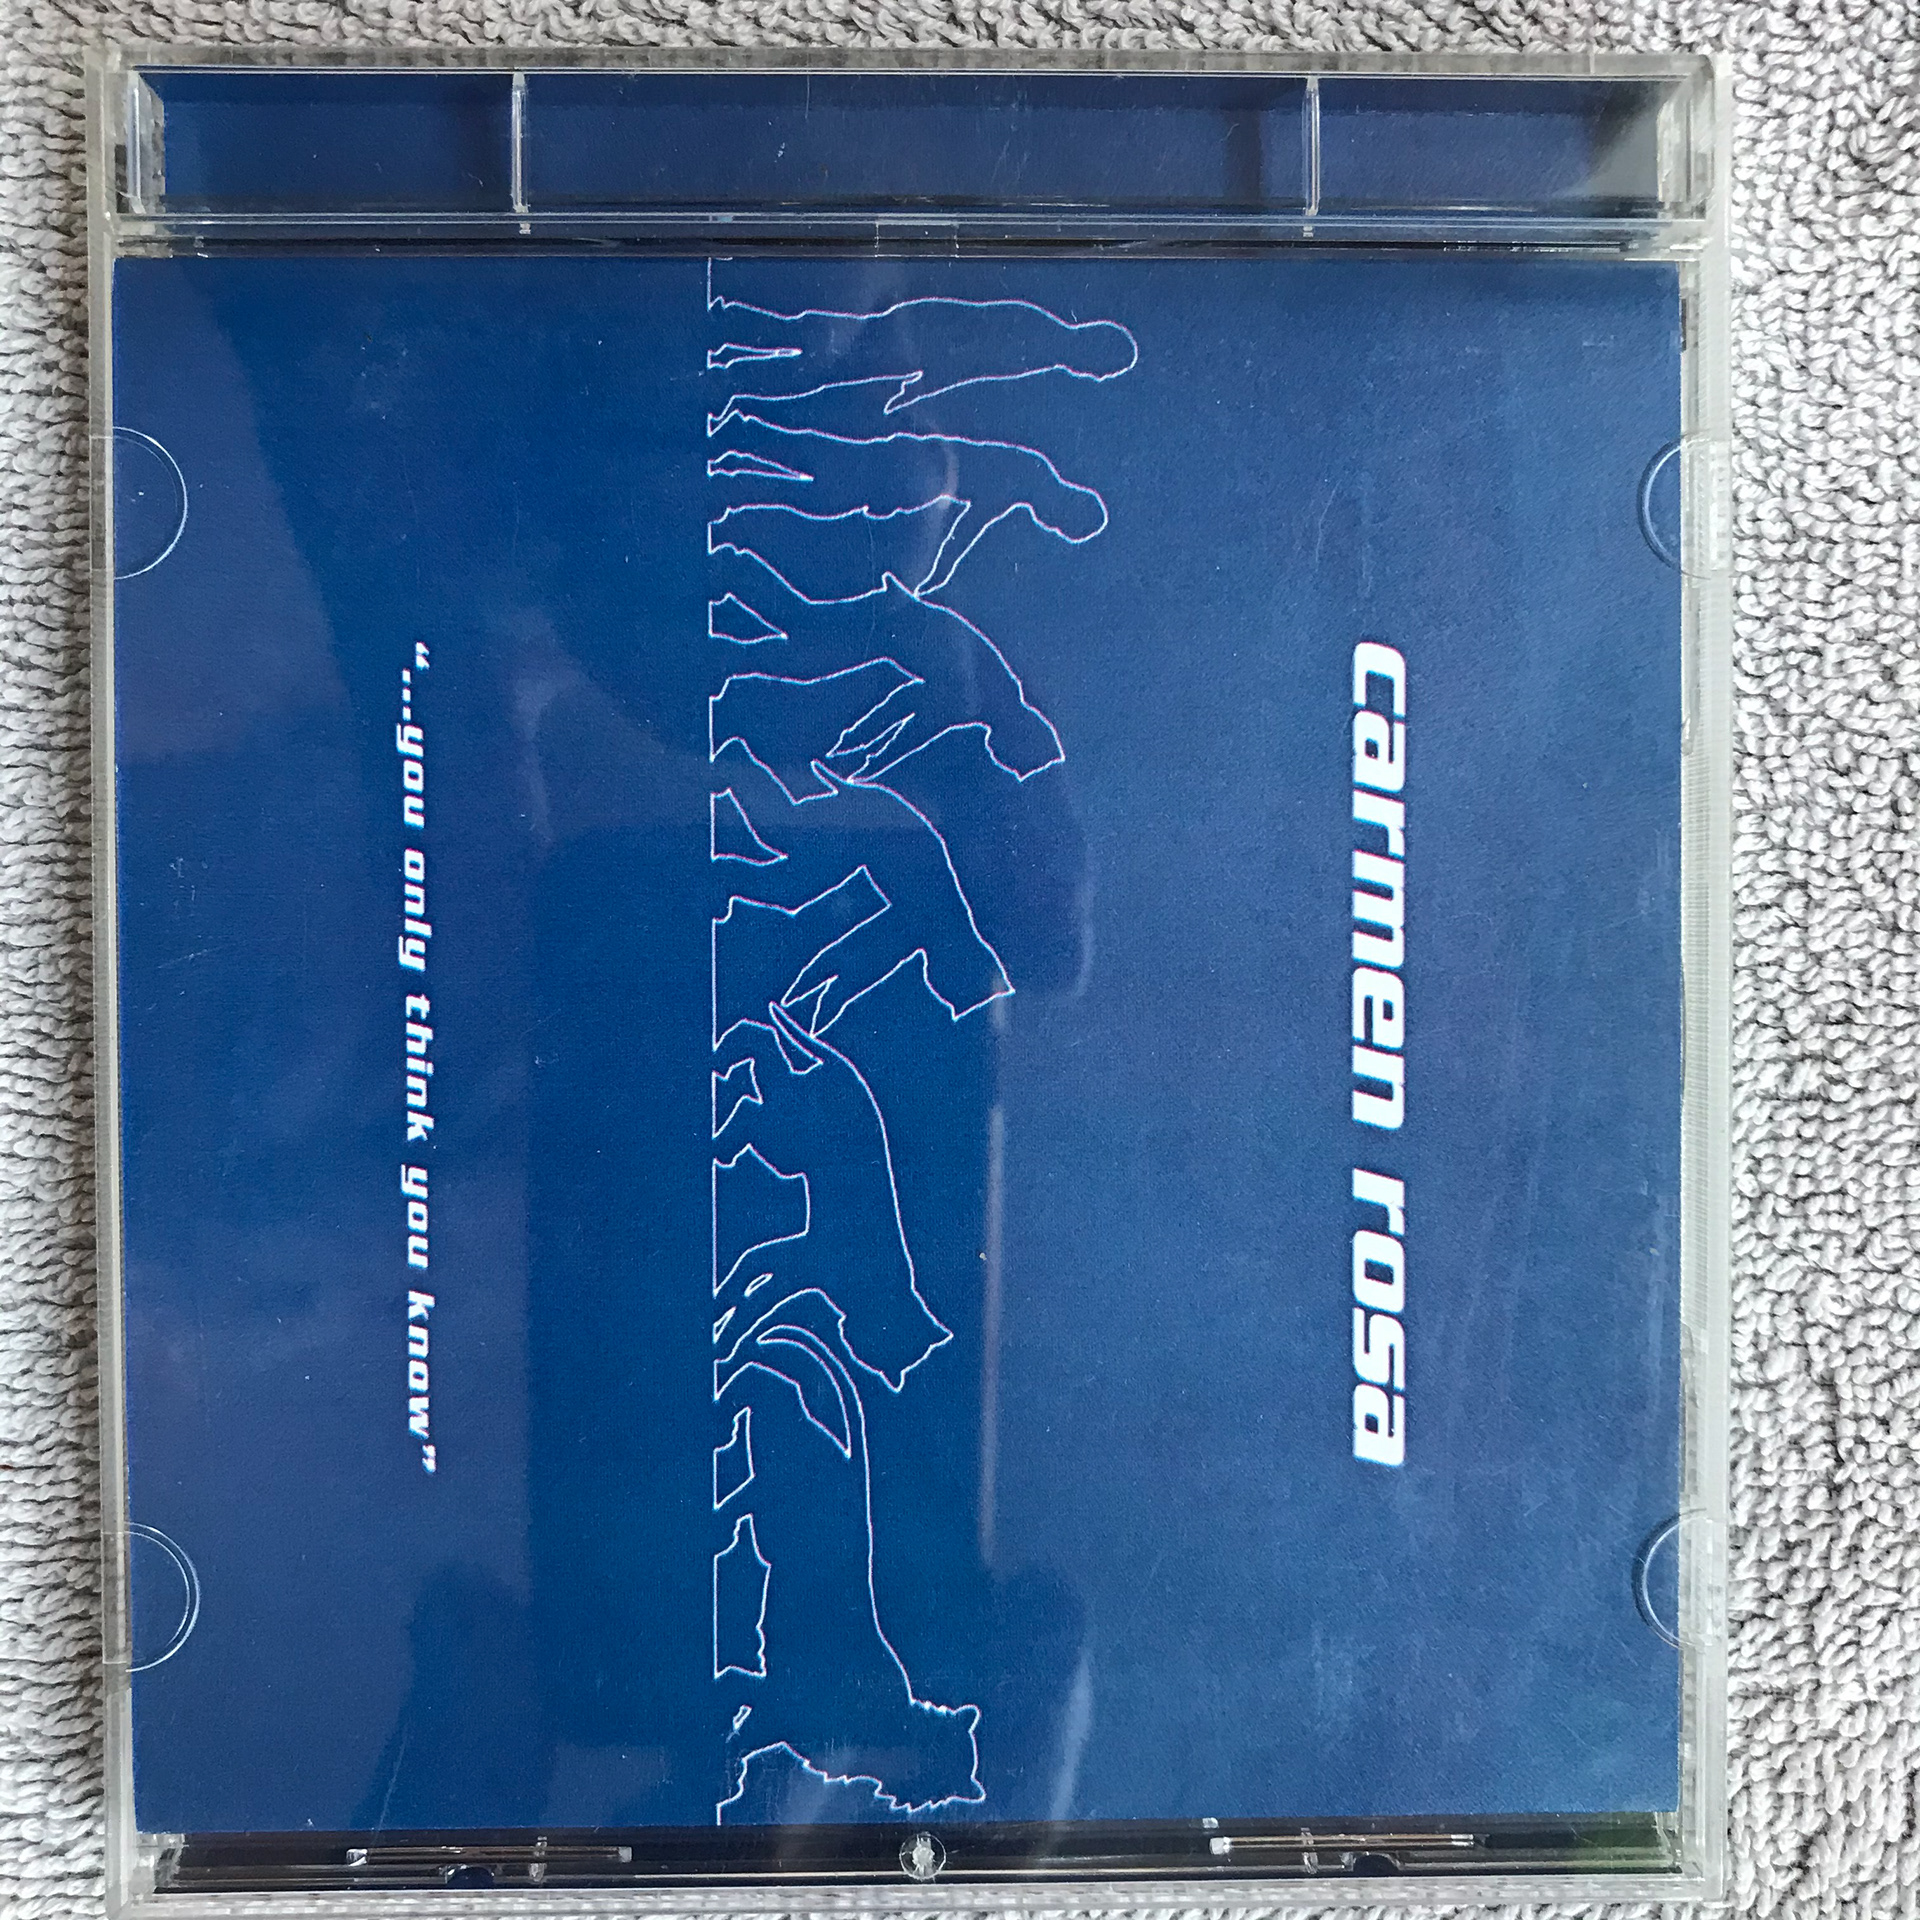 carmen rosa
“...you only think you know”